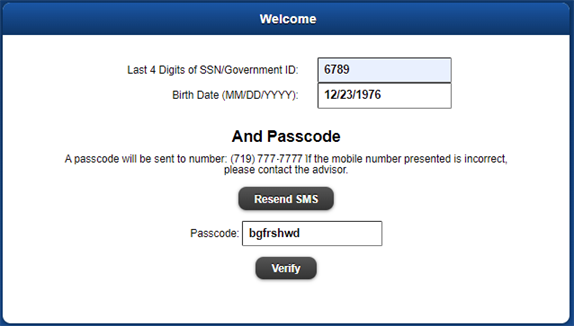 Welcome
Last 4 Digits of SSN/Government ID: 6789
Birth Date (MM/DD/YYYY): 12/23/1976
And Passcode
A passcode will be sent to number: (719) 777-7777 If the mobile number presented is incorrect,
please contact the advisor.
Resend SMS
Passcode: bgfrshwd
Verify